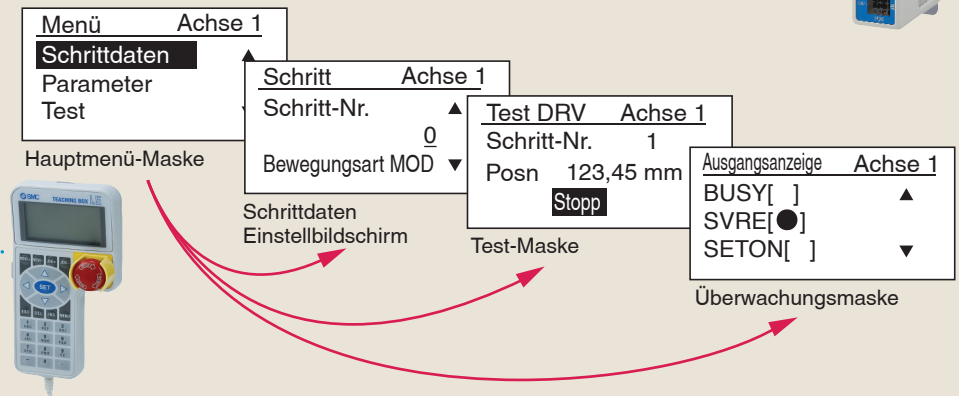 Menü Achse 1
Schrittdaten
Parameter
Test
Hauptmenü-Maske
Schritt Achse 1
Schritt-Nr.
0
Bewegungsart MOD
Schrittdaten
Einstellbildschirm
Test DRV Achse 1
Schritt-Nr. 1
Posn 123,45 mm
Stopp
Test-Maske
Ausgangsanzeige Achse 1
BUSY[ ]
SVRE[●]
SETON[ ]
Überwachungsmaske
SMC TEACHING BOX LE
SET